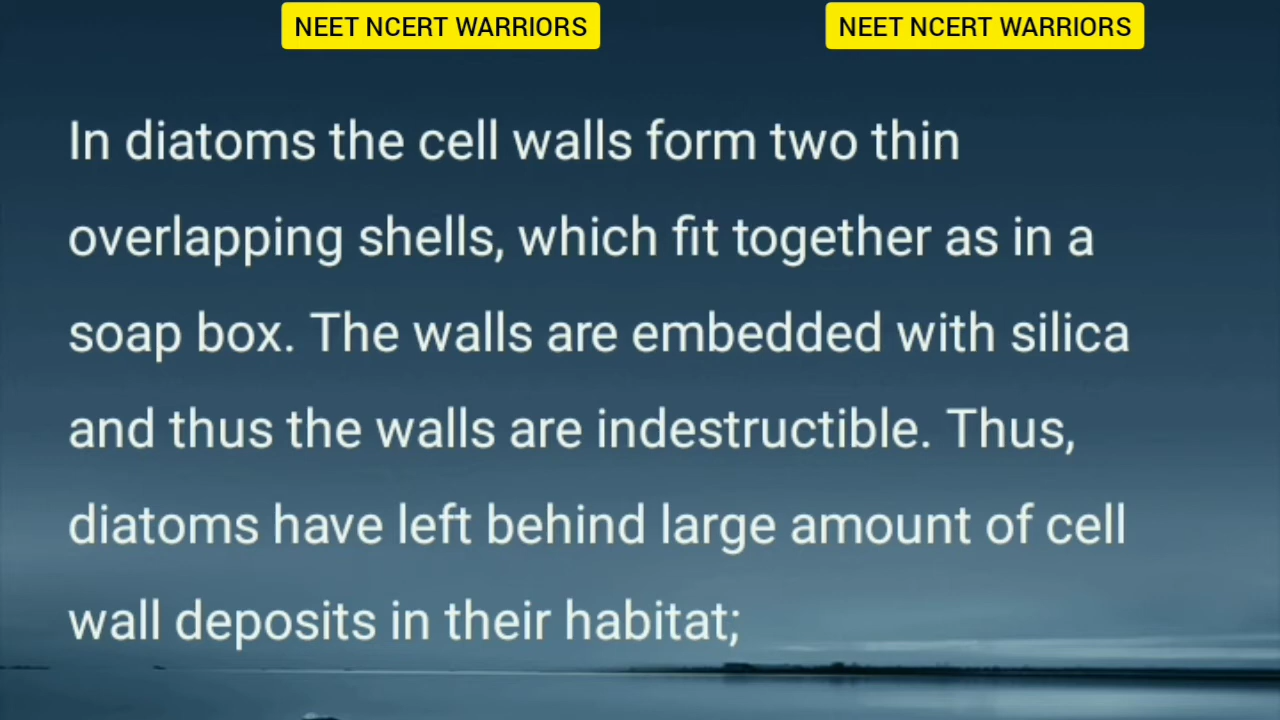 NEET NCERT WARRIORS NEET NCERT WARRIORS
In diatoms the cell walls form two thin
overlapping shells, which fit together as in a
soap box. The walls are embedded with silica
and thus the walls are indestructible. Thus,
diatoms have left behind large amount of cell
wall deposits in their habitat;